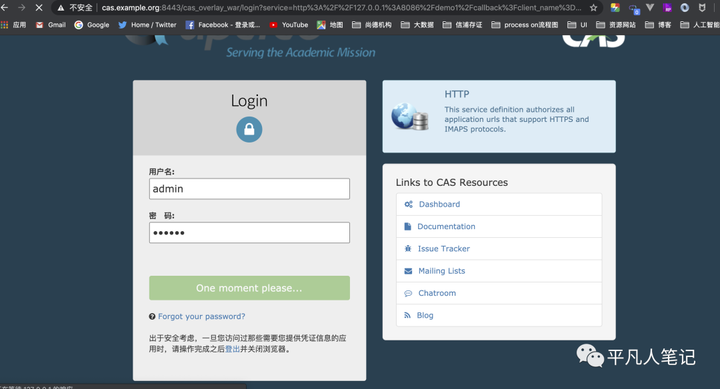 不安全 | cas.example.org:8443/cas_overlay_war/login?service=http%3A%2F%2F127.0.0.1%3A8086%2Fdemo1%2Fcallback%3Fclient_name%3D...
应用 Gmail Google Home / Twitter Facebook - 登录或... YouTube 地图 尚德机构 大数据 信浦存证 process on流程图 UI 资源网站 博客 人工智能
Serving the Academic Mission
CAS
Login
用户名:
admin
密 码:
••••••
One moment please...
Forgot your password?
出于安全考虑，一旦您访问过那些需要您提供凭证信息的应
用时，请操作完成之后登出并关闭浏览器。
HTTP
This service definition authorizes all
application urls that support HTTPS and
IMAPS protocols.
Links to CAS Resources
Dashboard
Documentation
Issue Tracker
Mailing Lists
Chatroom
Blog
平凡人笔记